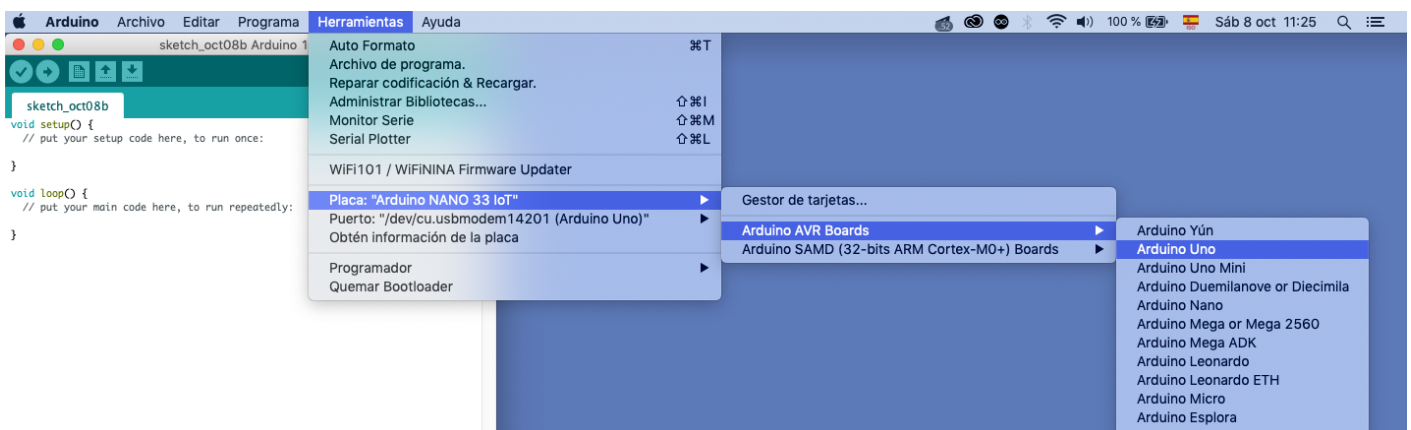 Arduino Archivo Editar Programa Herramientas Ayuda 100 % Sáb 8 oct 11:25
sketch_oct08b Arduino 1
sketch_oct08b
void setup() {
// put your setup code here, to run once:
}
void loop() {
// put your main code here, to run repeatedly:
}
Auto Formato ⌘T
Archivo de programa.
Reparar codificación & Recargar.
Administrar Bibliotecas... ⇧⌘I
Monitor Serie ⇧⌘M
Serial Plotter ⇧⌘L
WiFi101 / WiFiNINA Firmware Updater
Placa: "Arduino NANO 33 IoT"
Puerto: "/dev/cu.usbmodem14201 (Arduino Uno)"
Obtén información de la placa
Programador
Quemar Bootloader
Gestor de tarjetas...
Arduino AVR Boards
Arduino SAMD (32-bits ARM Cortex-M0+) Boards
Arduino Yún
Arduino Uno
Arduino Uno Mini
Arduino Duemilanove or Diecimila
Arduino Nano
Arduino Mega or Mega 2560
Arduino Mega ADK
Arduino Leonardo
Arduino Leonardo ETH
Arduino Micro
Arduino Esplora